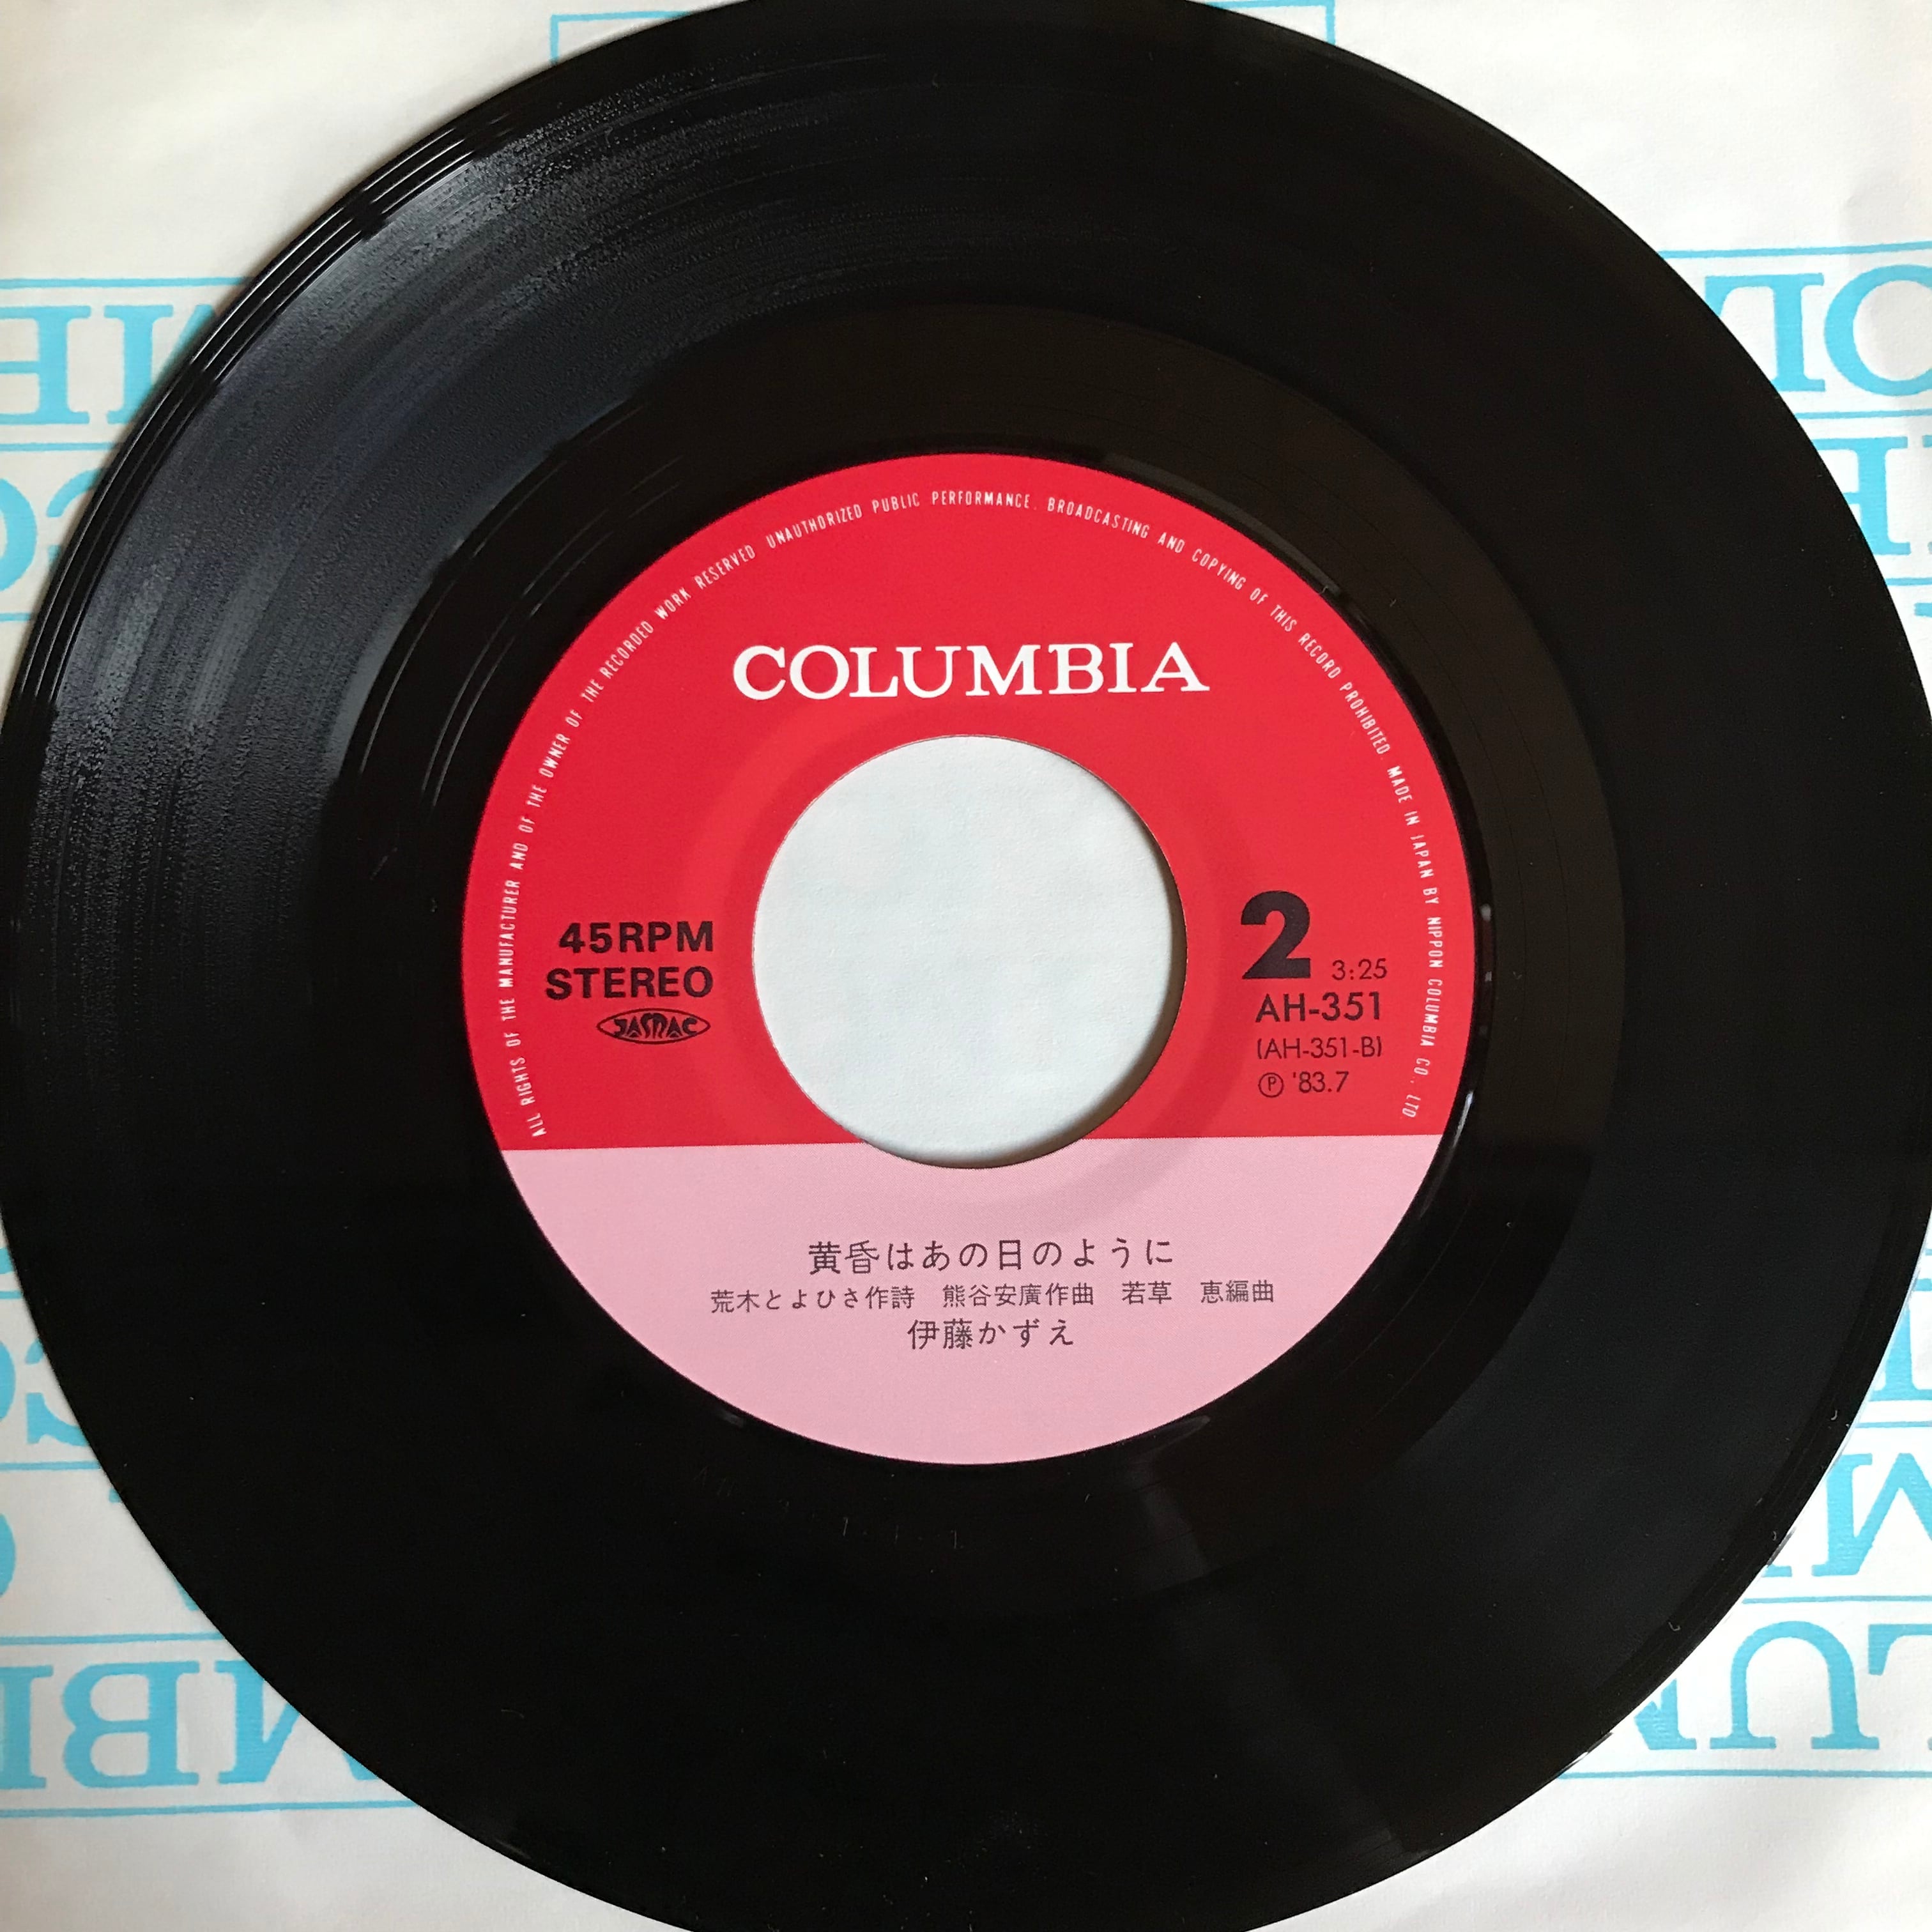 ALL RIGHTS OF THE MANUFACTURER AND OF THE OWNER OF THE RECORDED WORK RESERVED UNAUTHORIZED PUBLIC PERFORMANCE. BROADCASTING AND COPYING OF THIS RECORD PROHIBITED. MADE IN JAPAN BY NIPPON COLUMBIA CO., LTD
COLUMBIA
45RPM
STEREO
JASRAC
2 3:25
AH-351
(AH-351-B)
Ⓟ '83.7
黄昏はあの日のように
荒木とよひさ作詩 熊谷安廣作曲 若草 恵編曲
伊藤かずえ